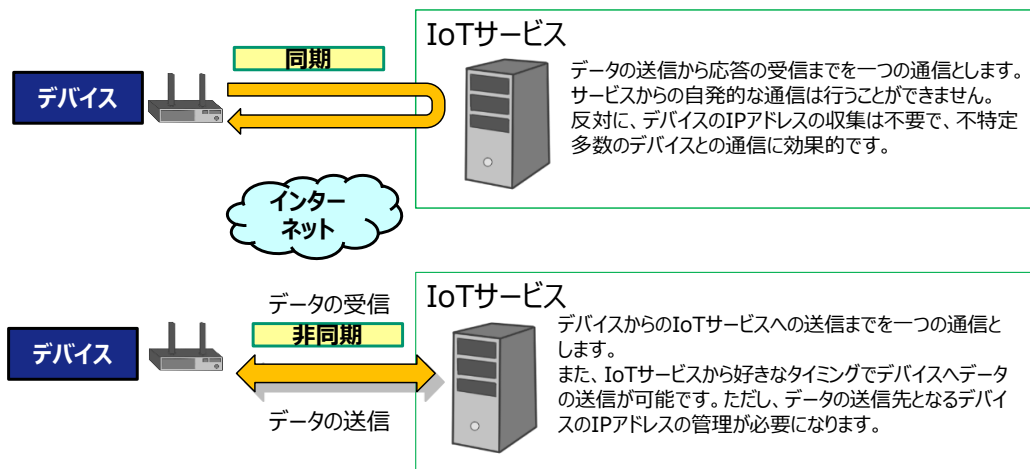 IoTサービス
同期
デバイス
データの送信から応答の受信までを一つの通信とします。
サービスからの自発的な通信は行うことができません。
反対に、デバイスのIPアドレスの収集は不要で、不特定
多数のデバイスとの通信に効果的です。
インター
ネット
IoTサービス
データの受信
非同期
デバイス
データの送信
デバイスからのIoTサービスへの送信までを一つの通信と
します。
また、IoTサービスから好きなタイミングでデバイスへデータ
の送信が可能です。ただし、データの送信先となるデバイ
スのIPアドレスの管理が必要になります。